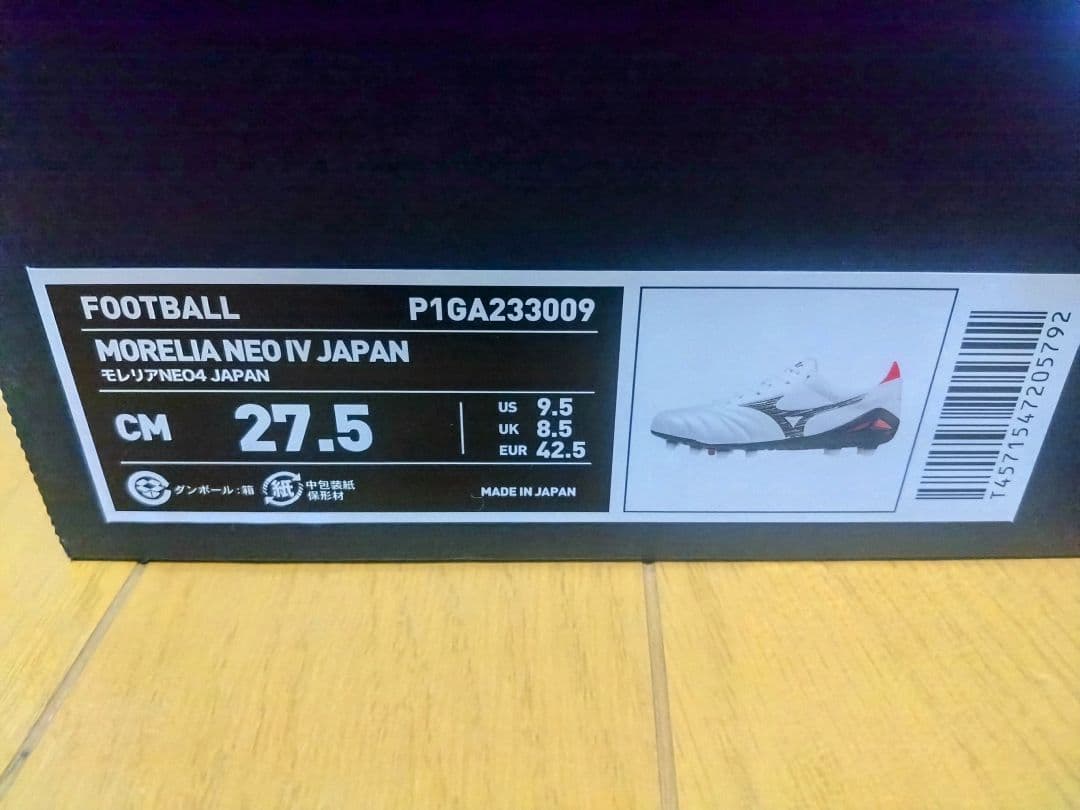 FOOTBALL P1GA233009
MORELIA NEO IV JAPAN
モレリアNEO4 JAPAN
CM 27.5
US 9.5
UK 8.5
EUR 42.5
ダンボール:箱
紙 中包装紙
保形材
MADE IN JAPAN
T4571547205792